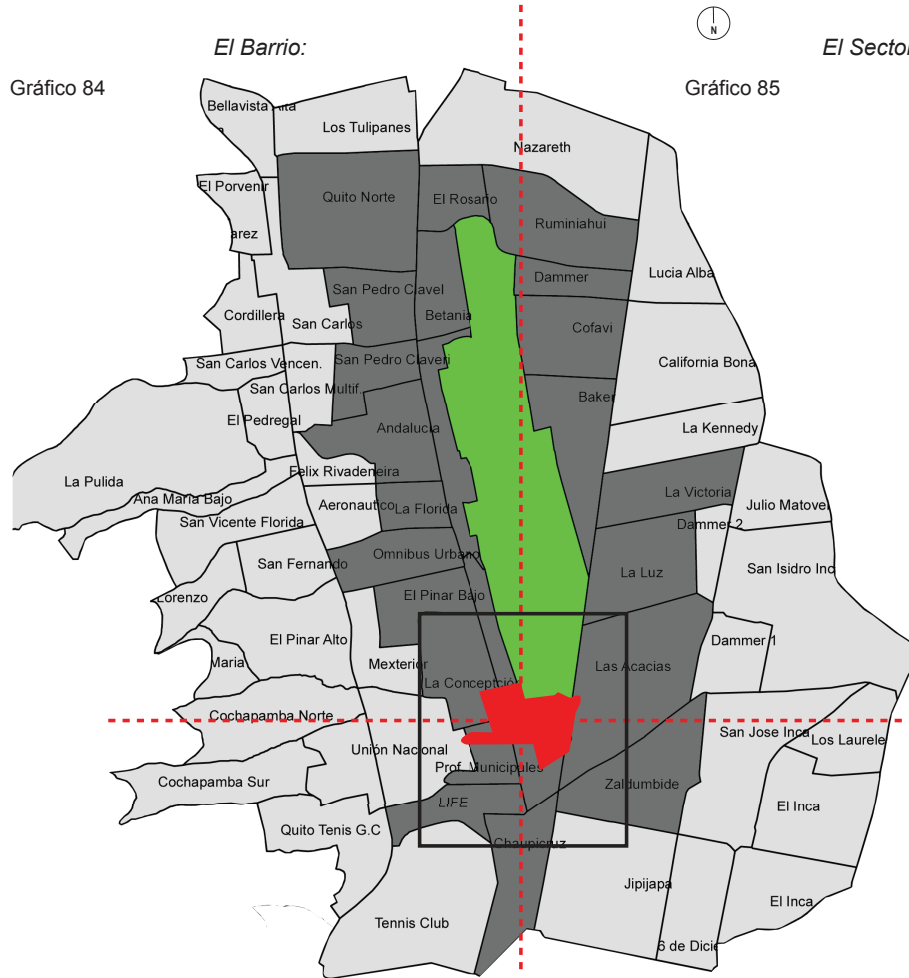 N
El Barrio:
El Sector
Gráfico 84
Gráfico 85
Bellavista Alta
Los Tulipanes
Nazareth
El Porvenir
Quito Norte
El Rosario
Ruminiahui
arez
Lucia Alba
Dammer
San Pedro Clavel
Cordillera
San Carlos
Betania
Cofavi
San Carlos Vencen.
San Pedro Claveri
California Bona
San Carlos Multif.
Baker
El Pedregal
Andalucia
La Kennedy
La Pulida
Felix Rivadeneira
La Victoria
Ana Maria Bajo
Aeronautico
La Florida
Julio Matovel
San Vicente Florida
Dammer 2
Omnibus Urbano
San Fernando
La Luz
San Isidro Inc
Lorenzo
El Pinar Bajo
El Pinar Alto
Dammer 1
Maria
Mexterior
Las Acacias
La Concepción
Cochapamba Norte
San Jose Inca
Los Laurele
Unión Nacional
Prof. Municipales
Cochapamba Sur
Zaldumbide
LIFE
El Inca
Quito Tenis G.C
Chaupicruz
Jipijapa
El Inca
Tennis Club
6 de Dicie